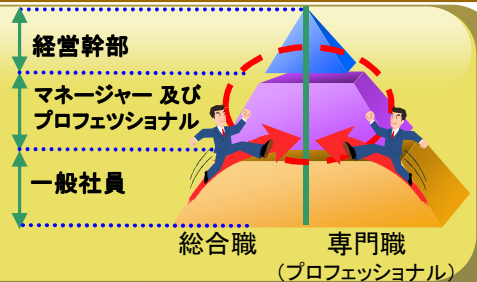 経営幹部
マネージャー 及び
プロフェツショナル
一般社員
総合職
専門職
（プロフェッショナル）